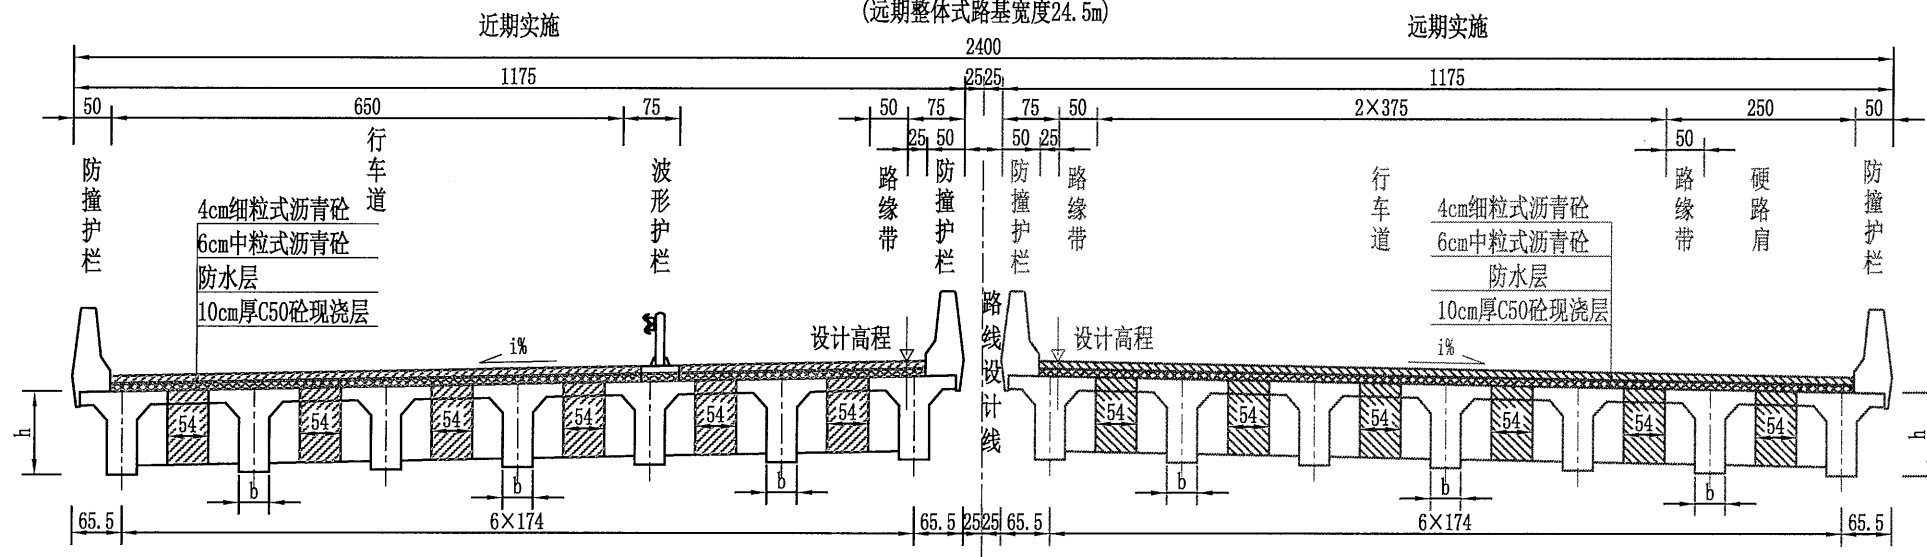 (远期整体式路基宽度24.5m)
近期实施
远期实施
2400
1175
25
25
1175
50
650
75
50
75
75
50
2×375
250
50
25
50
50
25
50
防撞护栏
行车道
波形护栏
路缘带
防撞护栏
防撞护栏
路缘带
行车道
路缘带
硬路肩
防撞护栏
4cm细粒式沥青砼
6cm中粒式沥青砼
防水层
10cm厚C50砼现浇层
4cm细粒式沥青砼
6cm中粒式沥青砼
防水层
10cm厚C50砼现浇层
i%
设计高程
路线设计线
设计高程
i%
h
54
54
54
54
54
54
54
54
54
54
54
54
h
b
b
b
b
b
b
65.5
6×174
65.5
25
25
65.5
6×174
65.5